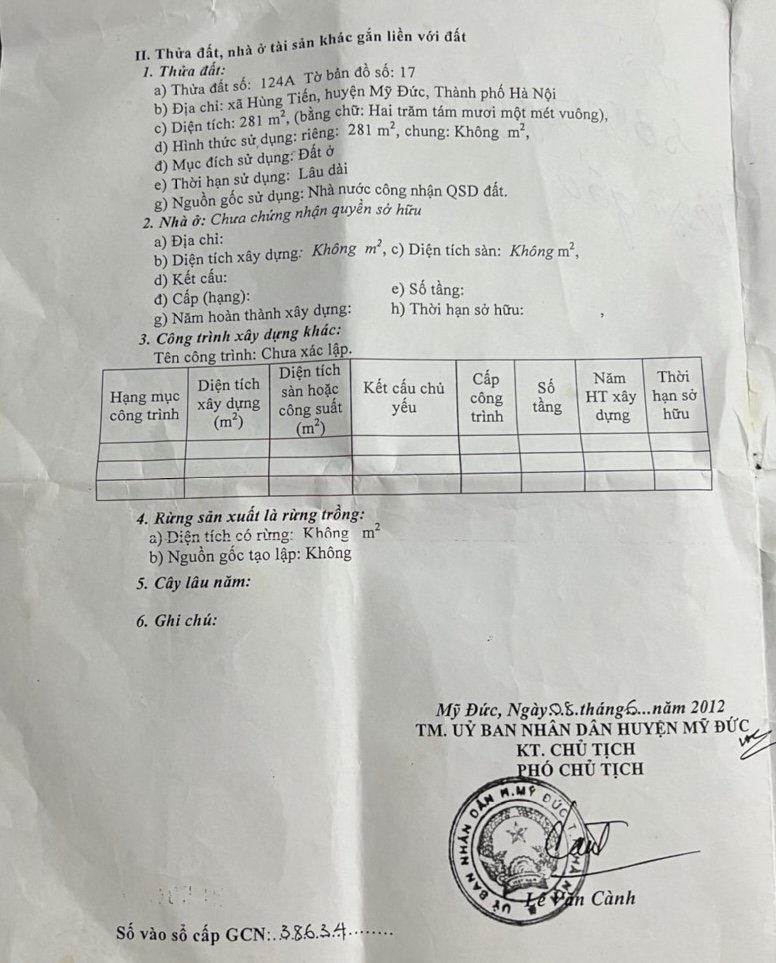 II. Thửa đất, nhà ở tài sản khác gắn liền với đất
1. Thửa đất:
a) Thửa đất số: 124A Tờ bản đồ số: 17
b) Địa chỉ: xã Hùng Tiến, huyện Mỹ Đức, Thành phố Hà Nội
c) Diện tích: 281 m², (bằng chữ: Hai trăm tám mươi một mét vuông),
d) Hình thức sử dụng: riêng: 281 m², chung: Không m²,
đ) Mục đích sử dụng: Đất ở
e) Thời hạn sử dụng: Lâu dài
g) Nguồn gốc sử dụng: Nhà nước công nhận QSD đất.
2. Nhà ở: Chưa chứng nhận quyền sở hữu
a) Địa chỉ:
b) Diện tích xây dựng: Không m², c) Diện tích sàn: Không m²,
d) Kết cấu:
đ) Cấp (hạng): e) Số tầng:
g) Năm hoàn thành xây dựng: h) Thời hạn sở hữu: ,
3. Công trình xây dựng khác:
Tên công trình: Chưa xác lập.
Hạng mục công trình
Diện tích xây dựng (m²)
Diện tích sàn hoặc công suất (m²)
Kết cấu chủ yếu
Cấp công trình
Số tầng
Năm HT xây dựng
Thời hạn sở hữu
4. Rừng sản xuất là rừng trồng:
a) Diện tích có rừng: Không m²
b) Nguồn gốc tạo lập: Không
5. Cây lâu năm:
6. Ghi chú:
Mỹ Đức, Ngày 08.tháng 6...năm 2012
TM. UỶ BAN NHÂN DÂN HUYỆN MỸ ĐỨC
KT. CHỦ TỊCH
PHÓ CHỦ TỊCH
UỶ BAN NHÂN DÂN H.MỸ ĐỨC T.P HÀ NỘI
Lê Văn Cành
Số vào sổ cấp GCN:.38634........